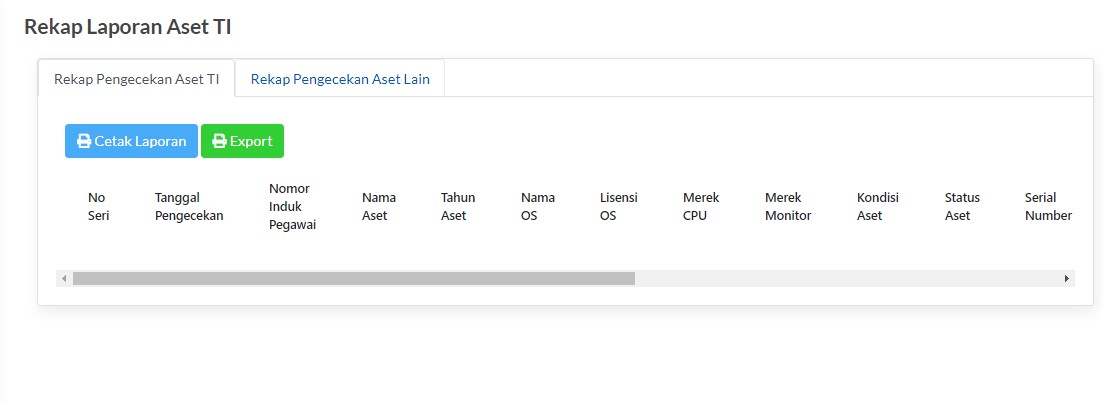 Rekap Laporan Aset TI
Rekap Pengecekan Aset TI
Rekap Pengecekan Aset Lain
Cetak Laporan
Export
No
Seri
Tanggal
Pengecekan
Nomor
Induk
Pegawai
Nama
Aset
Tahun
Aset
Nama
OS
Lisensi
OS
Merek
CPU
Merek
Monitor
Kondisi
Aset
Status
Aset
Serial
Number